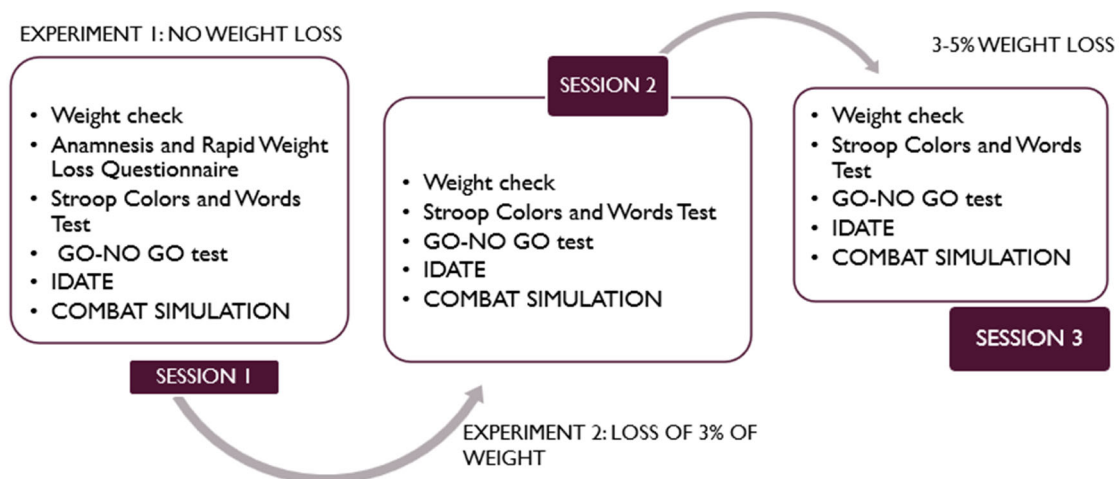 EXPERIMENT 1: NO WEIGHT LOSS
• Weight check
• Anamnesis and Rapid Weight
Loss Questionnaire
• Stroop Colors and Words
Test
• GO-NO GO test
• IDATE
• COMBAT SIMULATION
SESSION 1
SESSION 2
• Weight check
• Stroop Colors and Words Test
• GO-NO GO test
• IDATE
• COMBAT SIMULATION
EXPERIMENT 2: LOSS OF 3% OF
WEIGHT
3-5% WEIGHT LOSS
• Weight check
• Stroop Colors and Words
Test
• GO-NO GO test
• IDATE
• COMBAT SIMULATION
SESSION 3